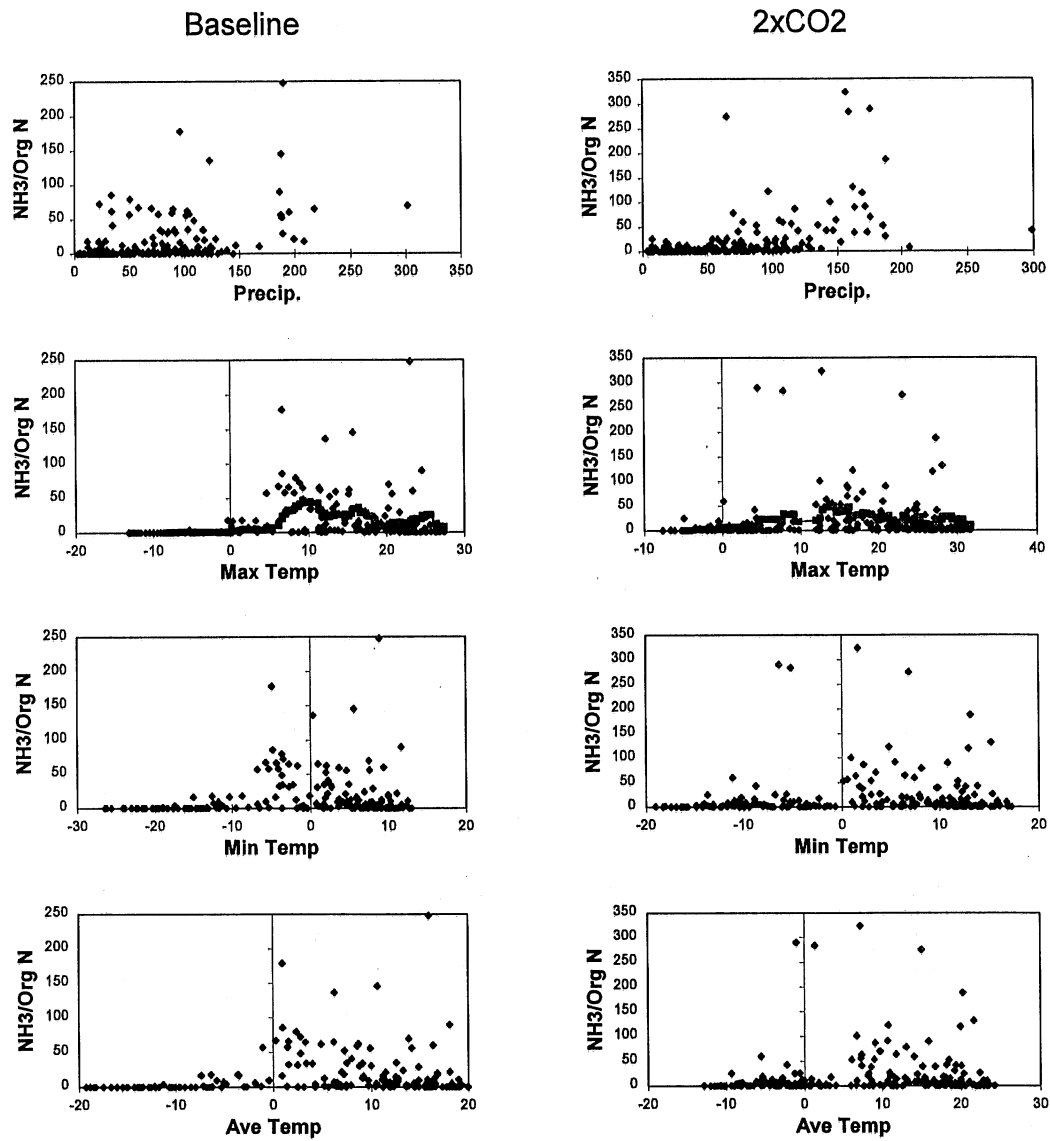 Baseline 2xCO2
NH3/Org N
250
200
150
100
50
0
0 50 100 150 200 250 300 350
Precip.
NH3/Org N
350
300
250
200
150
100
50
0
0 50 100 150 200 250 300
Precip.
NH3/Org N
250
200
150
100
50
0
-20 -10 0 10 20 30
Max Temp
NH3/Org N
350
300
250
200
150
100
50
0
-10 0 10 20 30 40
Max Temp
NH3/Org N
250
200
150
100
50
0
-30 -20 -10 0 10 20
Min Temp
NH3/Org N
350
300
250
200
150
100
50
0
-20 -10 0 10 20
Min Temp
NH3/Org N
250
200
150
100
50
0
-20 -10 0 10 20
Ave Temp
NH3/Org N
350
300
250
200
150
100
50
0
-20 -10 0 10 20 30
Ave Temp